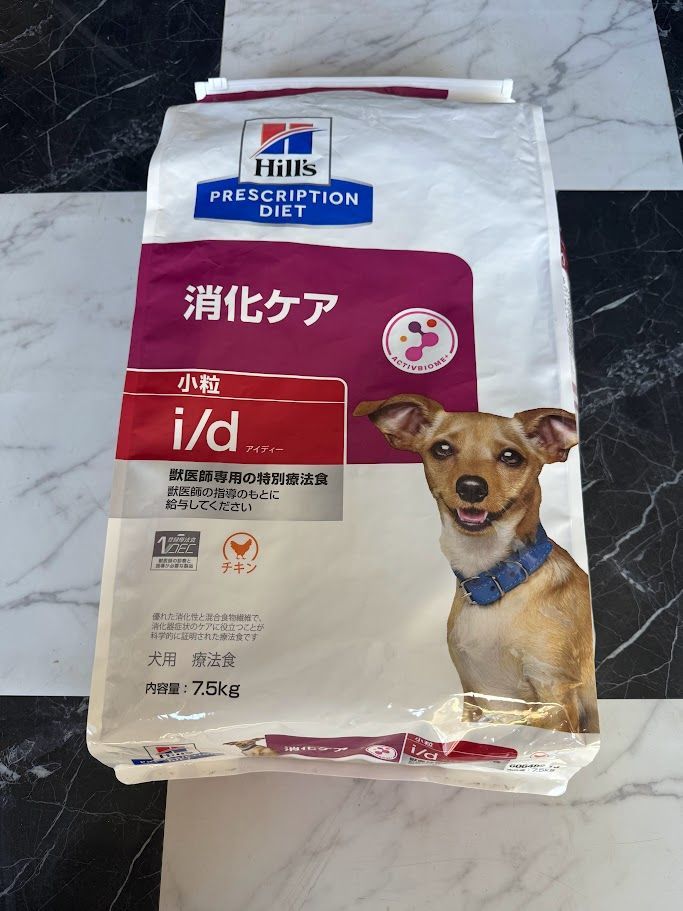 Hill's
PRESCRIPTION
DIET
消化ケア
ACTIVBIOME+
小粒
i/d アイディー
獣医師専用の特別療法食
獣医師の指導のもとに
給与してください
チキン
優れた消化性と混合食物繊維で、
消化器症状のケアに役立つことが
科学的に証明された療法食です
犬用 療法食
内容量：7.5kg
Hill's
消化ケア
小粒
i/d